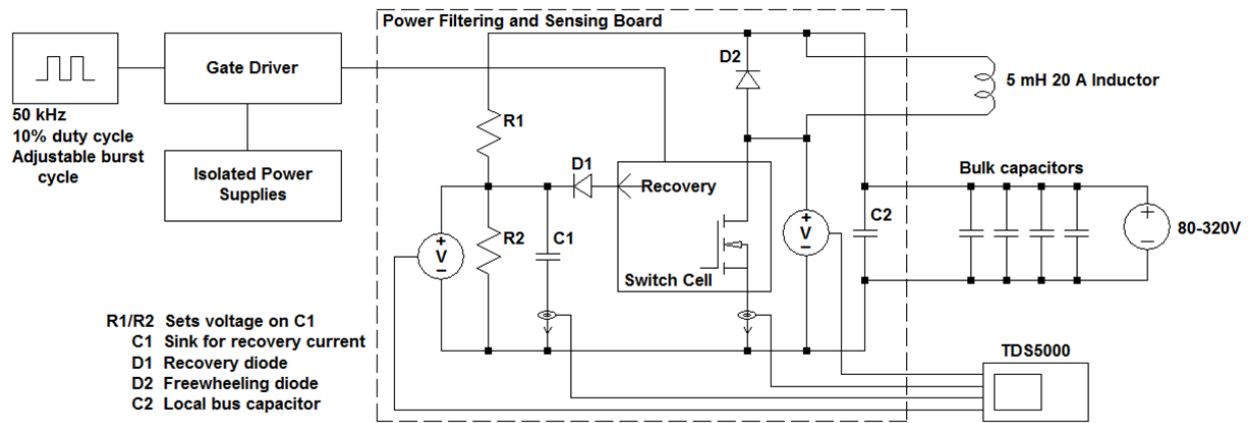 Power Filtering and Sensing Board
Gate Driver
50 kHz
10% duty cycle
Adjustable burst
cycle
Isolated Power
Supplies
R1
D2
5 mH 20 A Inductor
D1
Recovery
R2
C1
+
V
−
Switch Cell
+
V
−
C2
Bulk capacitors
+
−
80-320V
R1/R2 Sets voltage on C1
C1 Sink for recovery current
D1 Recovery diode
D2 Freewheeling diode
C2 Local bus capacitor
TDS5000